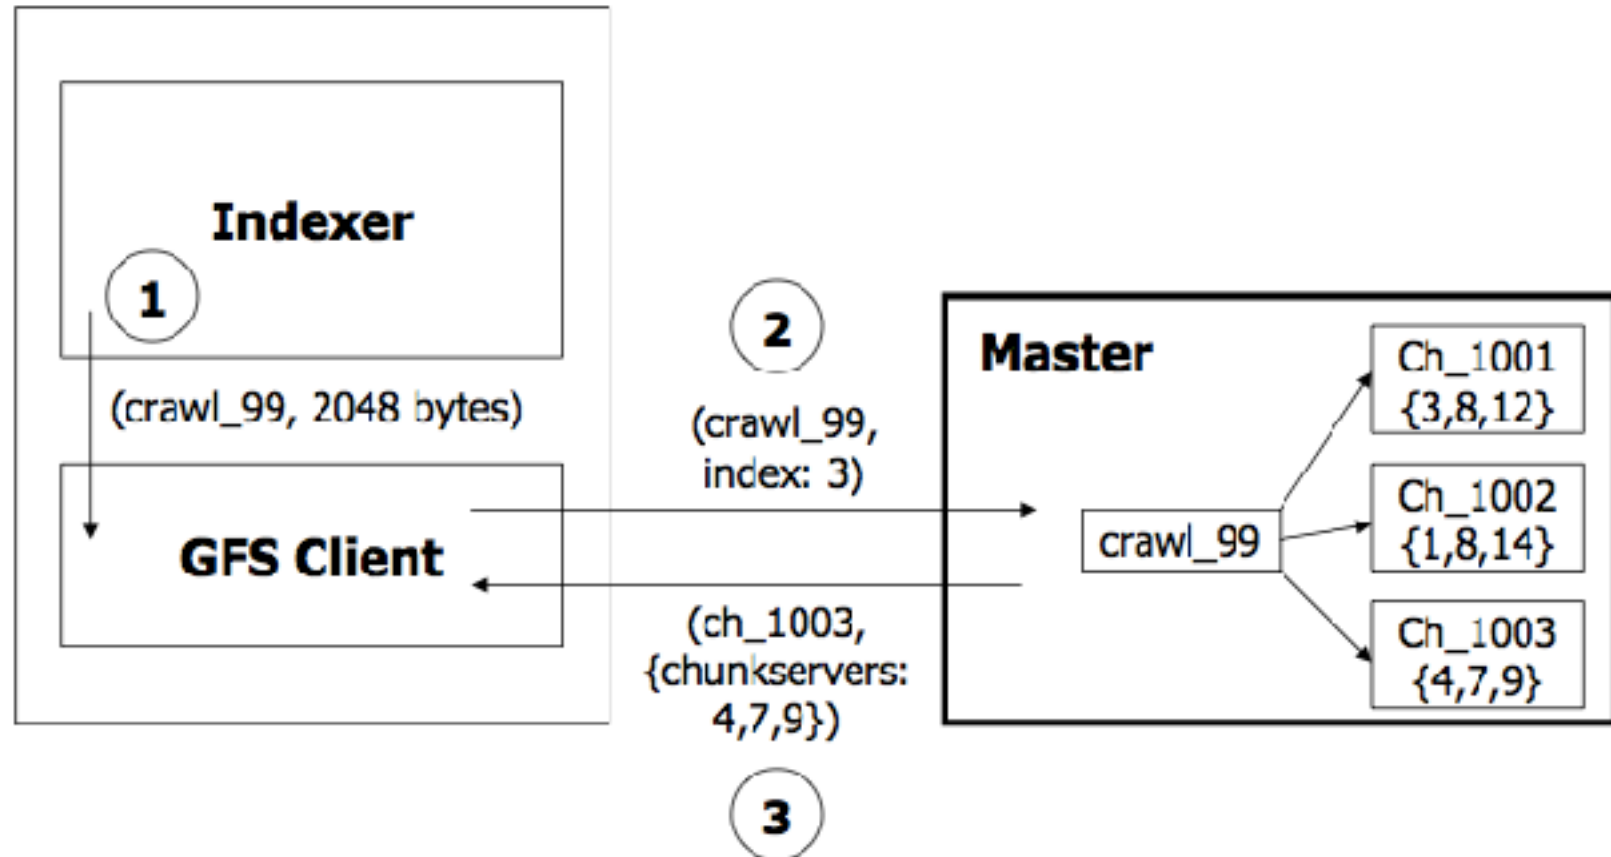 Indexer
1
(crawl_99, 2048 bytes)
GFS Client
2
(crawl_99,
index: 3)
(ch_1003,
{chunkservers:
4,7,9})
3
Master
crawl_99
Ch_1001
{3,8,12}
Ch_1002
{1,8,14}
Ch_1003
{4,7,9}